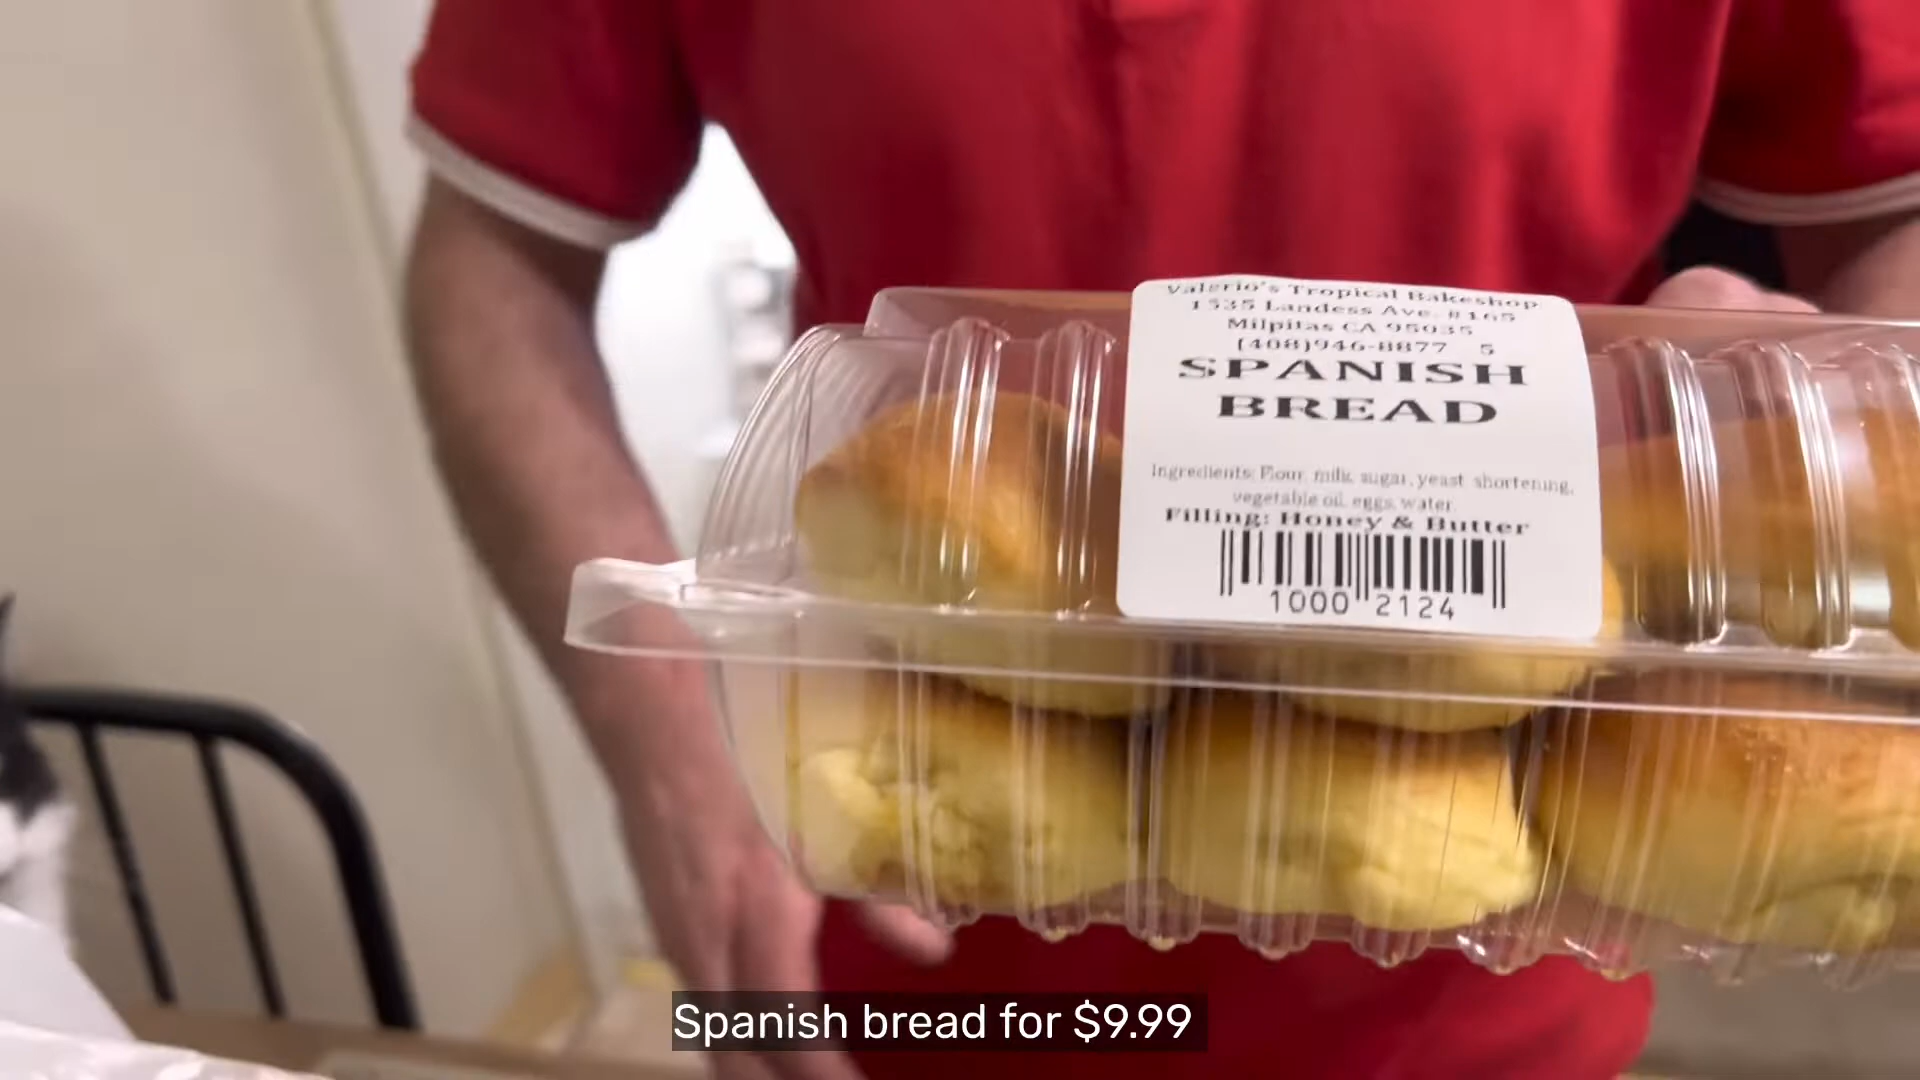 Valerio's Tropical Bakeshop
1535 Landess Ave. #165
Milpitas CA 95035
(408)946-8877 5
SPANISH
BREAD
Ingredients: Flour, milk, sugar, yeast shortening,
vegetable oil, eggs, water
Filling: Honey & Butter
1000 2124
Spanish bread for $9.99